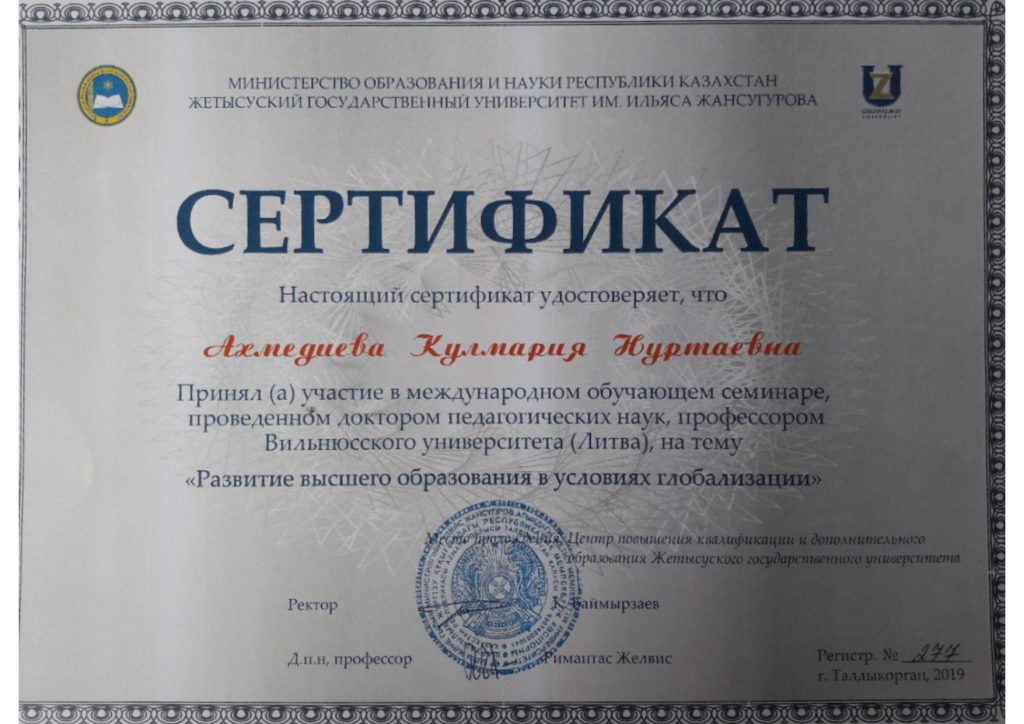 МИНИСТЕРСТВО ОБРАЗОВАНИЯ И НАУКИ РЕСПУБЛИКИ КАЗАХСТАН
ЖЕТЫСУСКИЙ ГОСУДАРСТВЕННЫЙ УНИВЕРСИТЕТ ИМ. ИЛЬЯСА ЖАНСУГУРОВА
СЕРТИФИКАТ
Настоящий сертификат удостоверяет, что
Ахмедиева Кулмария Нуртаевна
Принял (а) участие в международном обучающем семинаре,
проведенном доктором педагогических наук, профессором
Вильнюсского университета (Литва), на тему
«Развитие высшего образования в условиях глобализации»
Место прохождения: Центр повышения квалификации и дополнительного
образования Жетысуского государственного университета
Ректор К. Баймырзаев
Д.п.н, профессор Римантас Желвис
Регистр. № 277
г. Талдыкорган, 2019